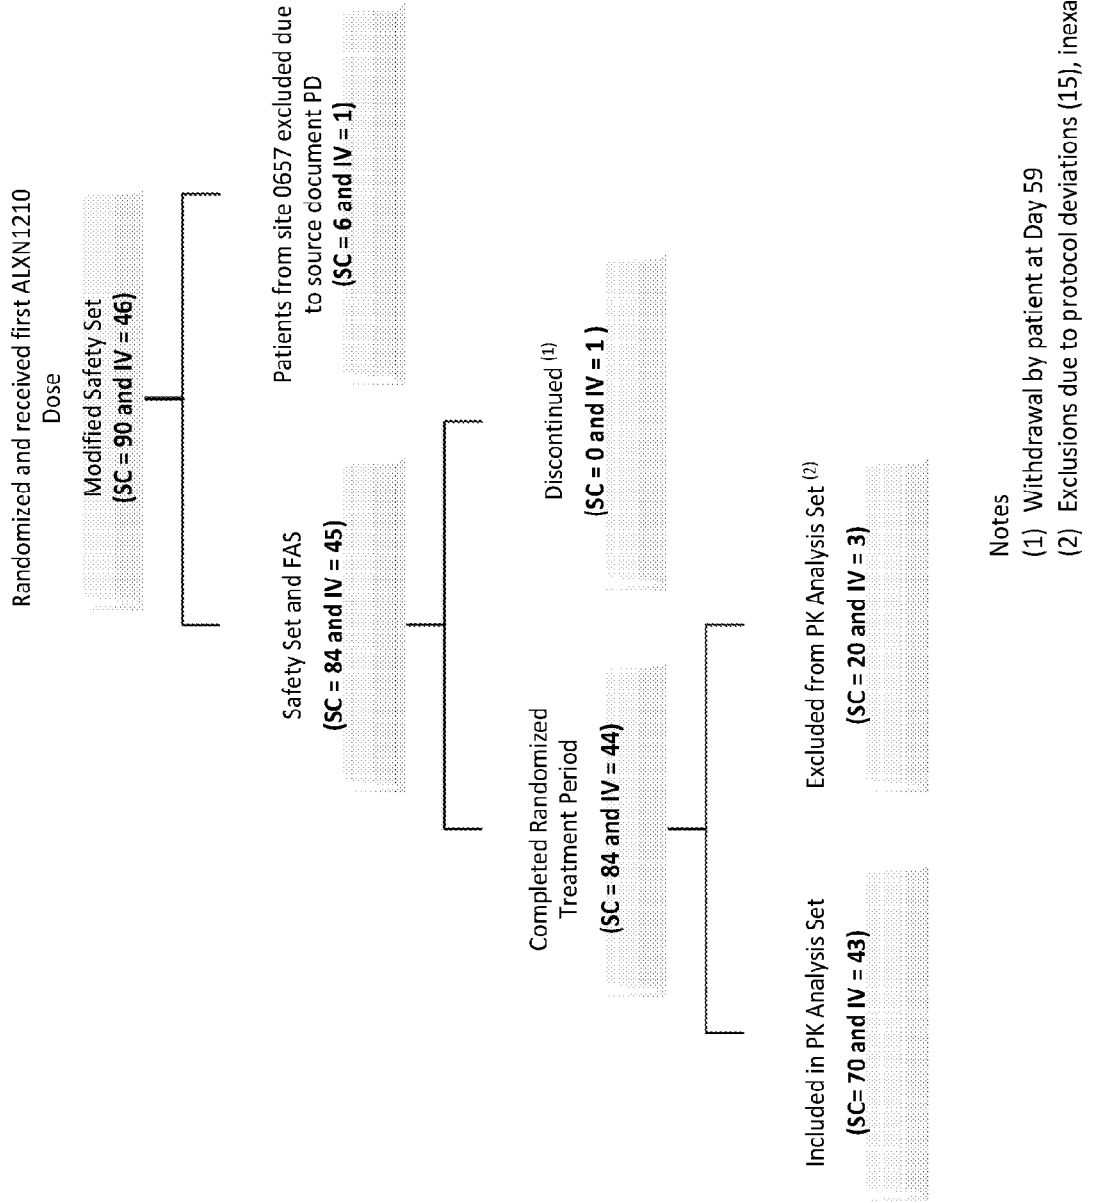 Randomized and received first ALXN1210
Dose
Modified Safety Set
(SC = 90 and IV = 46)
Patients from site 0657 excluded due
to source document PD
(SC = 6 and IV = 1)
Safety Set and FAS
(SC = 84 and IV = 45)
Discontinued (1)
(SC = 0 and IV = 1 )
Completed Randomized
Treatment Period
(SC = 84 and IV = 44)
Excluded from PK Analysis Set (2)
(SC = 20 and IV = 3)
Included in PK Analysis Set
(SC= 70 and IV = 43)
Notes
(1) Withdrawal by patient at Day 59
(2) Exclusions due to protocol deviations (15),